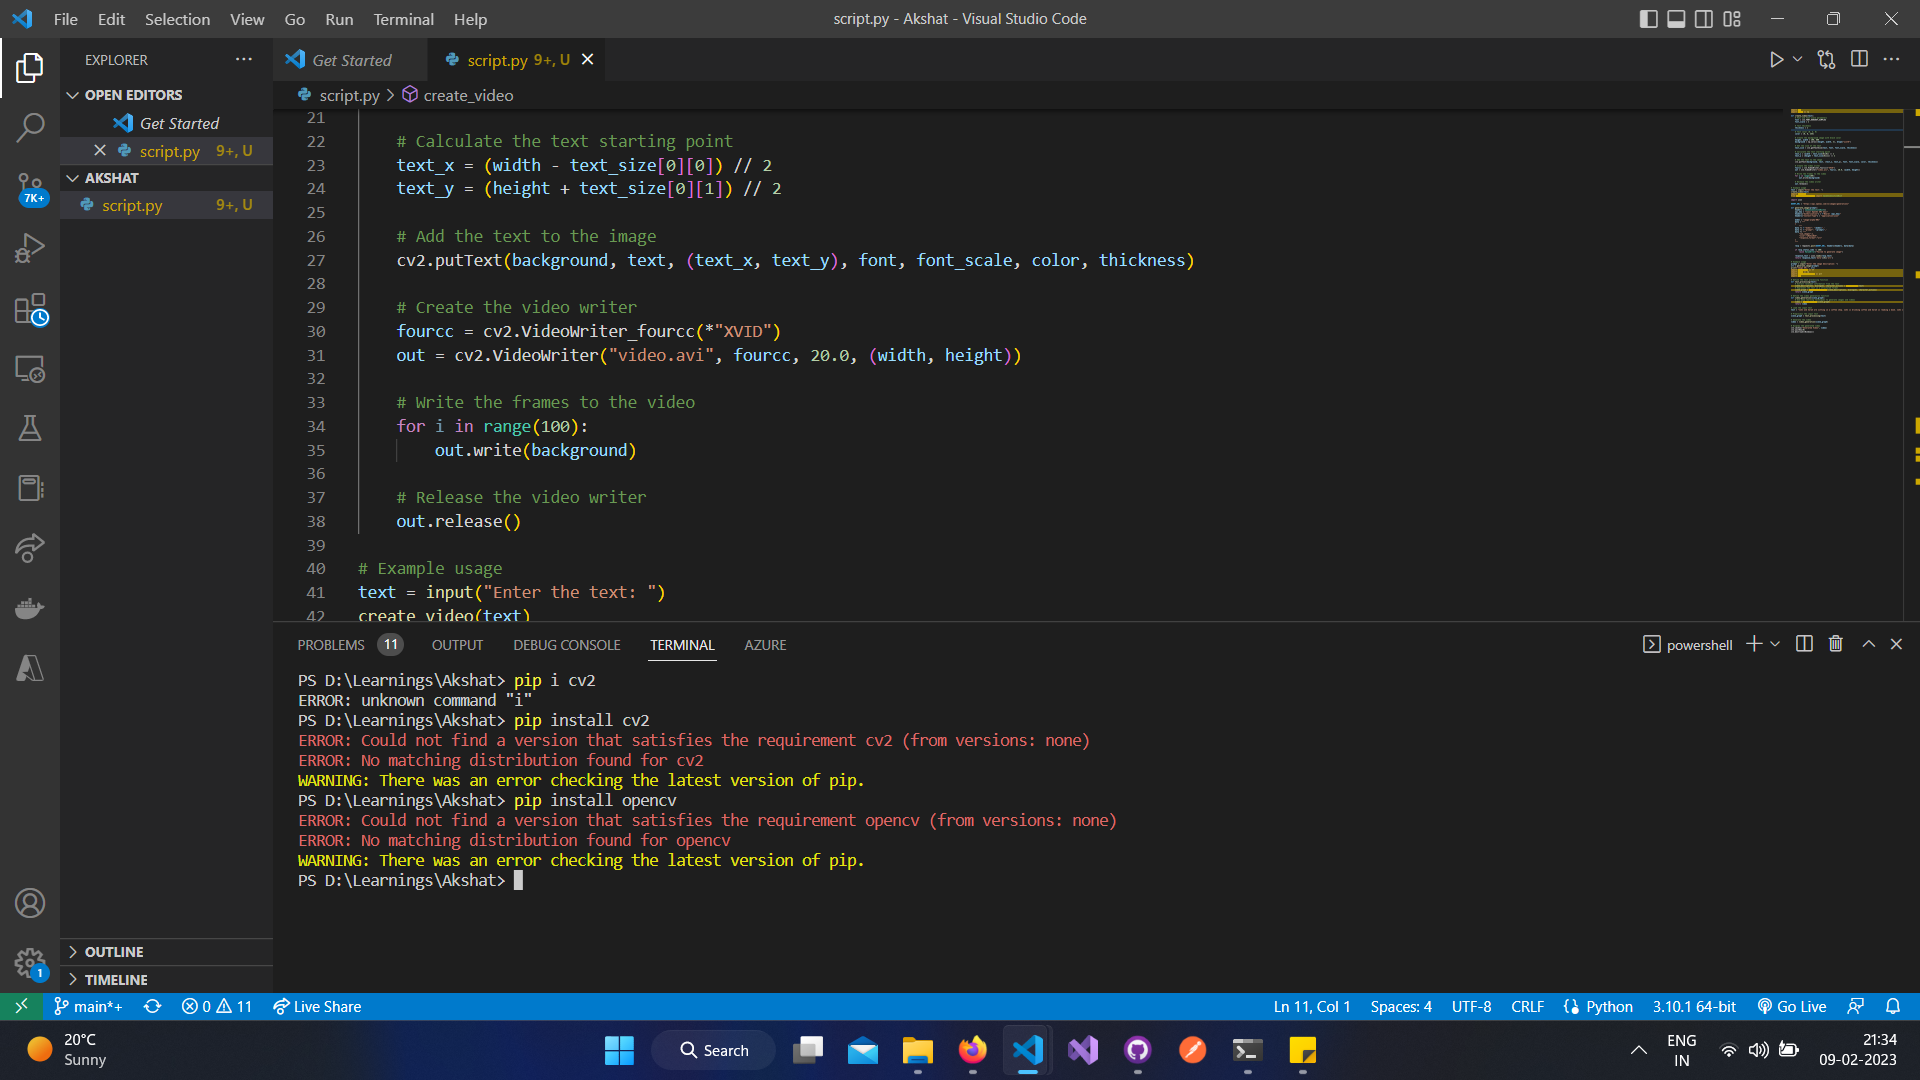 File Edit Selection View Go Run Terminal Help
script.py - Akshat - Visual Studio Code
EXPLORER
OPEN EDITORS
Get Started
script.py 9+, U
AKSHAT
script.py 9+, U
7K+
OUTLINE
TIMELINE
1
Get Started
script.py 9+, U
script.py > create_video
21
22 # Calculate the text starting point
23 text_x = (width - text_size[0][0]) // 2
24 text_y = (height + text_size[0][1]) // 2
25
26 # Add the text to the image
27 cv2.putText(background, text, (text_x, text_y), font, font_scale, color, thickness)
28
29 # Create the video writer
30 fourcc = cv2.VideoWriter_fourcc(*"XVID")
31 out = cv2.VideoWriter("video.avi", fourcc, 20.0, (width, height))
32
33 # Write the frames to the video
34 for i in range(100):
35 out.write(background)
36
37 # Release the video writer
38 out.release()
39
40 # Example usage
41 text = input("Enter the text: ")
42 create_video(text)
PROBLEMS 11 OUTPUT DEBUG CONSOLE TERMINAL AZURE
powershell
PS D:\Learnings\Akshat> pip i cv2
ERROR: unknown command "i"
PS D:\Learnings\Akshat> pip install cv2
ERROR: Could not find a version that satisfies the requirement cv2 (from versions: none)
ERROR: No matching distribution found for cv2
WARNING: There was an error checking the latest version of pip.
PS D:\Learnings\Akshat> pip install opencv
ERROR: Could not find a version that satisfies the requirement opencv (from versions: none)
ERROR: No matching distribution found for opencv
WARNING: There was an error checking the latest version of pip.
PS D:\Learnings\Akshat>
main*+ 0 11 Live Share
Ln 11, Col 1 Spaces: 4 UTF-8 CRLF Python 3.10.1 64-bit Go Live
20°C
Sunny
Search
ENG
IN
21:34
09-02-2023